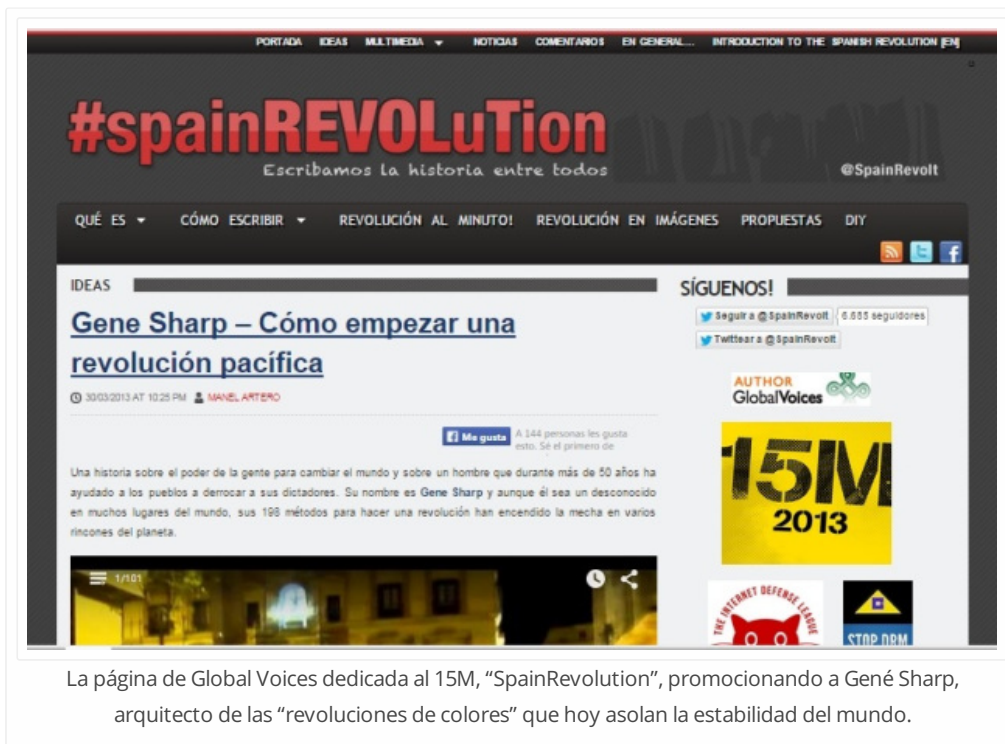 PORTADA IDEAS MULTIMEDIA NOTICIAS COMENTARIOS EN GENERAL... INTRODUCTION TO THE SPANISH REVOLUTION [EN]
#spainREVOLuTion
Escribamos la historia entre todos
@SpainRevolt
QUÉ ES CÓMO ESCRIBIR REVOLUCIÓN AL MINUTO! REVOLUCIÓN EN IMÁGENES PROPUESTAS DIY
IDEAS
Gene Sharp – Cómo empezar una
revolución pacífica
30/03/2013 AT 10:25 PM MANEL ARTERO
Me gusta
A 144 personas les gusta
esto. Sé el primero de
Una historia sobre el poder de la gente para cambiar el mundo y sobre un hombre que durante más de 50 años ha
ayudado a los pueblos a derrocar a sus dictadores. Su nombre es Gene Sharp y aunque él sea un desconocido
en muchos lugares del mundo, sus 198 métodos para hacer una revolución han encendido la mecha en varios
rincones del planeta.
1/101
SÍGUENOS!
Seguir a @SpainRevolt seguidores
Twittear a @SpainRevolt
AUTHOR
GlobalVoices
15M
2013
THE INTERNET DEFENSE LEAGUE
STOP DRM
La página de Global Voices dedicada al 15M, “SpainRevolution”, promocionando a Gené Sharp,
arquitecto de las “revoluciones de colores” que hoy asolan la estabilidad del mundo.